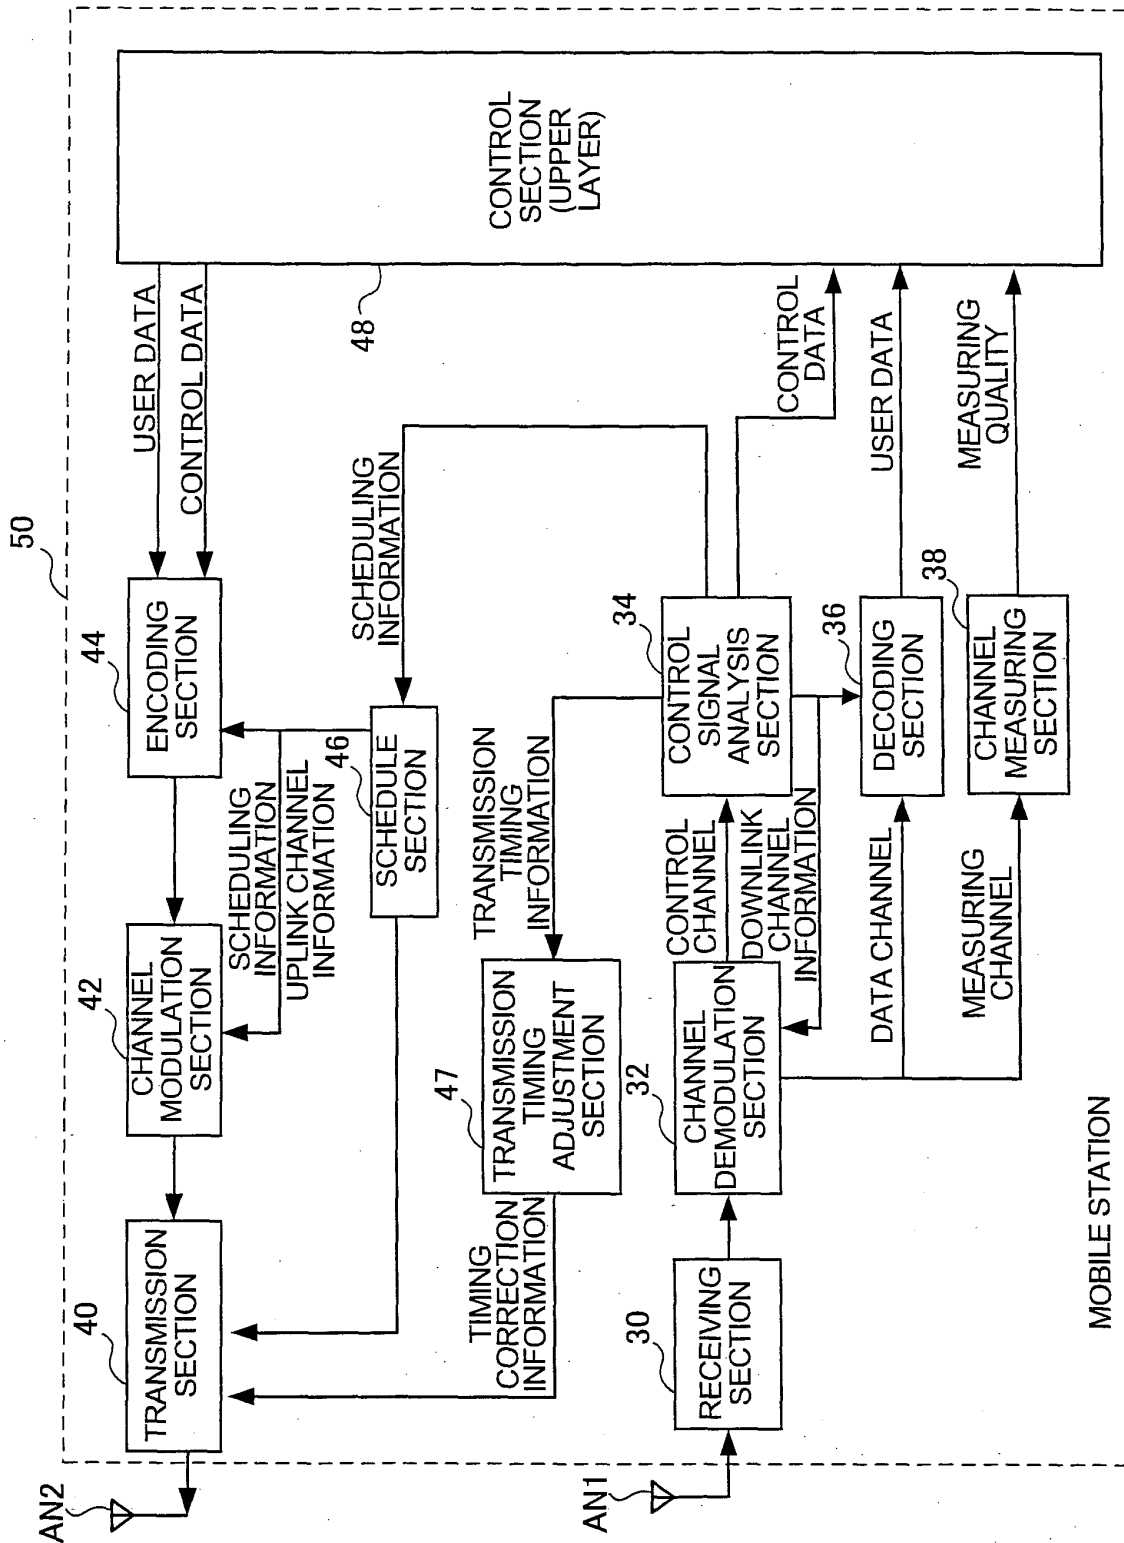 50
AN2
40
TRANSMISSION
SECTION
42
CHANNEL
MODULATION
SECTION
44
ENCODING
SECTION
USER DATA
CONTROL DATA
SCHEDULING
INFORMATION
UPLINK CHANNEL
INFORMATION
46
SCHEDULE
SECTION
SCHEDULING
INFORMATION
48
CONTROL
SECTION
(UPPER
LAYER)
TIMING
CORRECTION
INFORMATION
47
TRANSMISSION
TIMING
ADJUSTMENT
SECTION
TRANSMISSION
TIMING
INFORMATION
AN1
30
RECEIVING
SECTION
32
CHANNEL
DEMODULATION
SECTION
CONTROL
CHANNEL
DOWNLINK
CHANNEL
INFORMATION
34
CONTROL
SIGNAL
ANALYSIS
SECTION
CONTROL
DATA
DATA CHANNEL
36
DECODING
SECTION
USER DATA
MEASURING
CHANNEL
38
CHANNEL
MEASURING
SECTION
MEASURING
QUALITY
MOBILE STATION